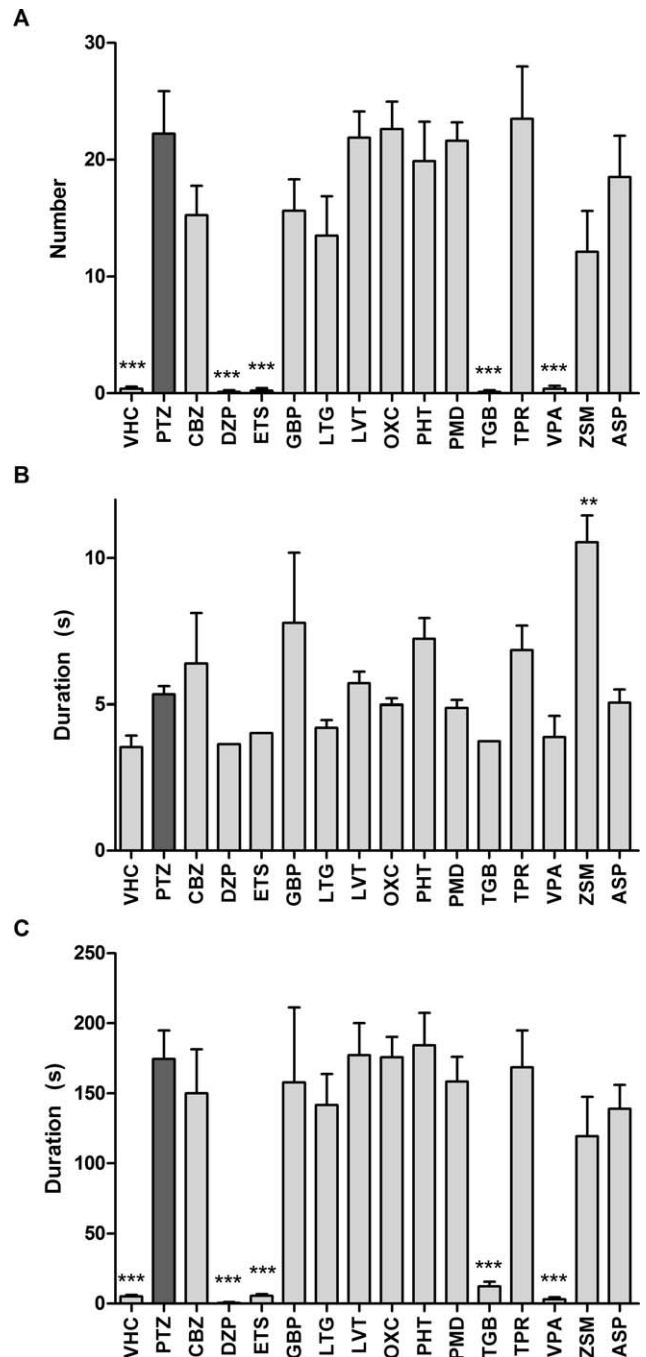 A
30
20
10
0
Number
***
***
***
***
***
VHC PTZ CBZ DZP ETS GBP LTG LVT OXC PHT PMD TGB TPR VPA ZSM ASP
B
10
5
0
Duration (s)
**
VHC PTZ CBZ DZP ETS GBP LTG LVT OXC PHT PMD TGB TPR VPA ZSM ASP
C
250
200
150
100
50
0
Duration (s)
***
***
***
***
***
VHC PTZ CBZ DZP ETS GBP LTG LVT OXC PHT PMD TGB TPR VPA ZSM ASP